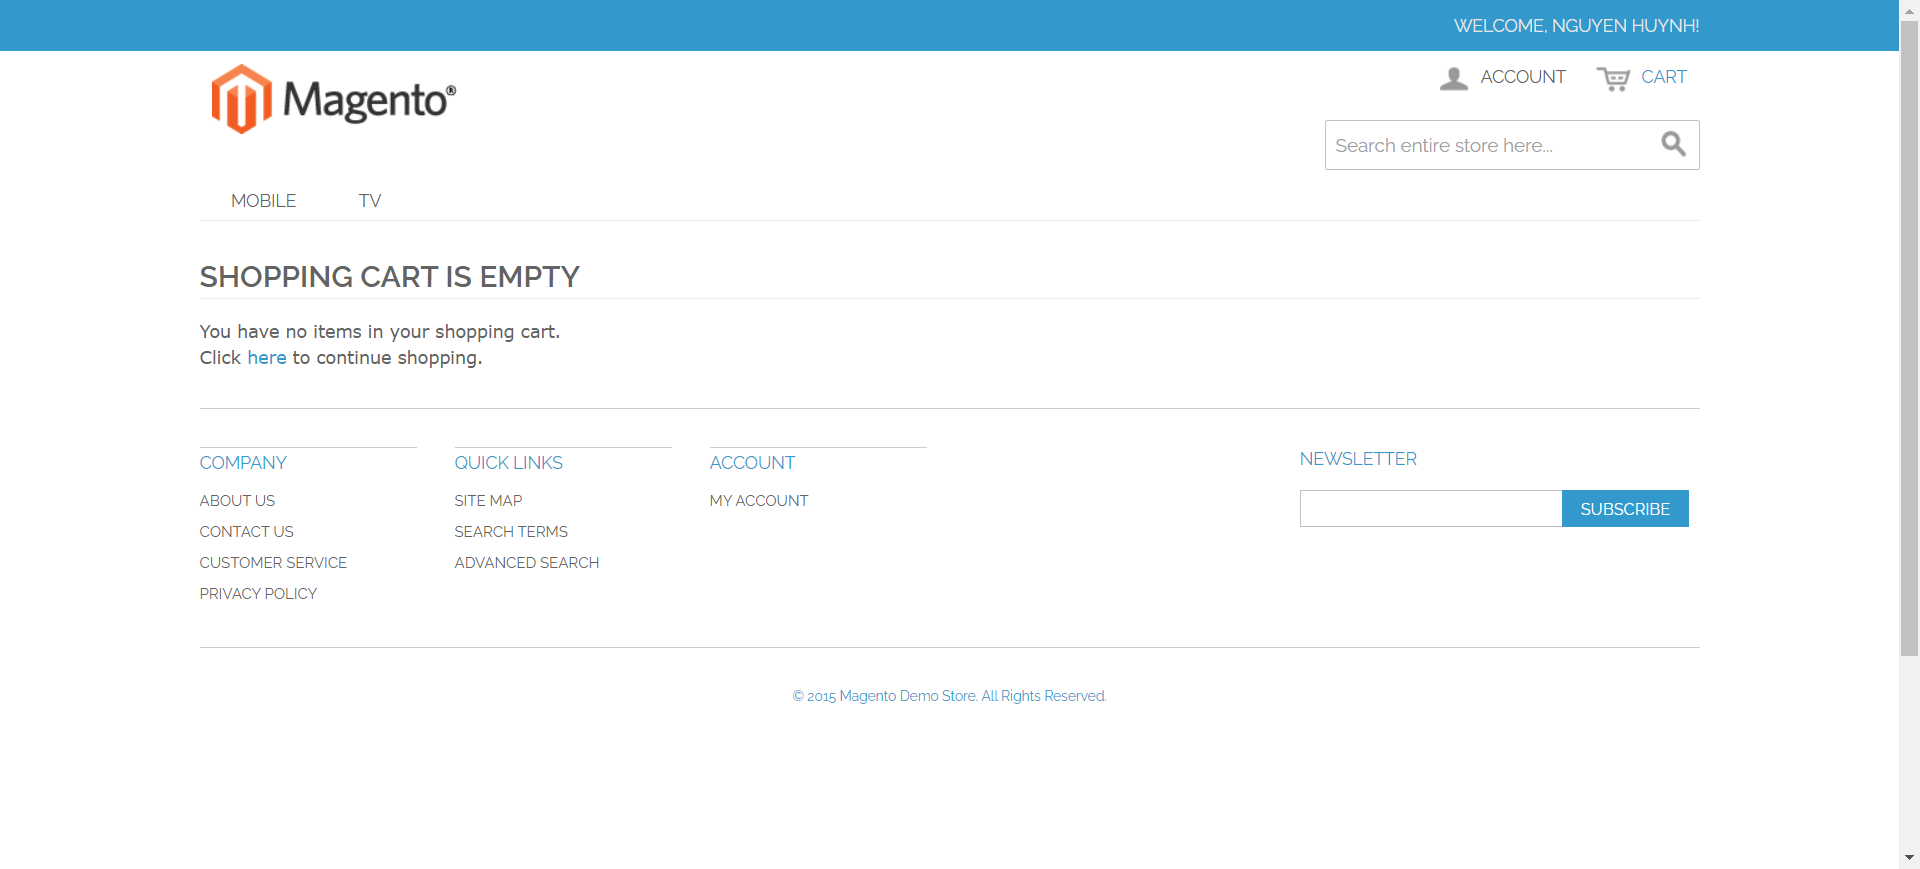 WELCOME, NGUYEN HUYNH!
Magento®
ACCOUNT
CART
Search entire store here...
MOBILE
TV
SHOPPING CART IS EMPTY
You have no items in your shopping cart.
Click here to continue shopping.
COMPANY
ABOUT US
CONTACT US
CUSTOMER SERVICE
PRIVACY POLICY
QUICK LINKS
SITE MAP
SEARCH TERMS
ADVANCED SEARCH
ACCOUNT
MY ACCOUNT
NEWSLETTER
SUBSCRIBE
© 2015 Magento Demo Store. All Rights Reserved.